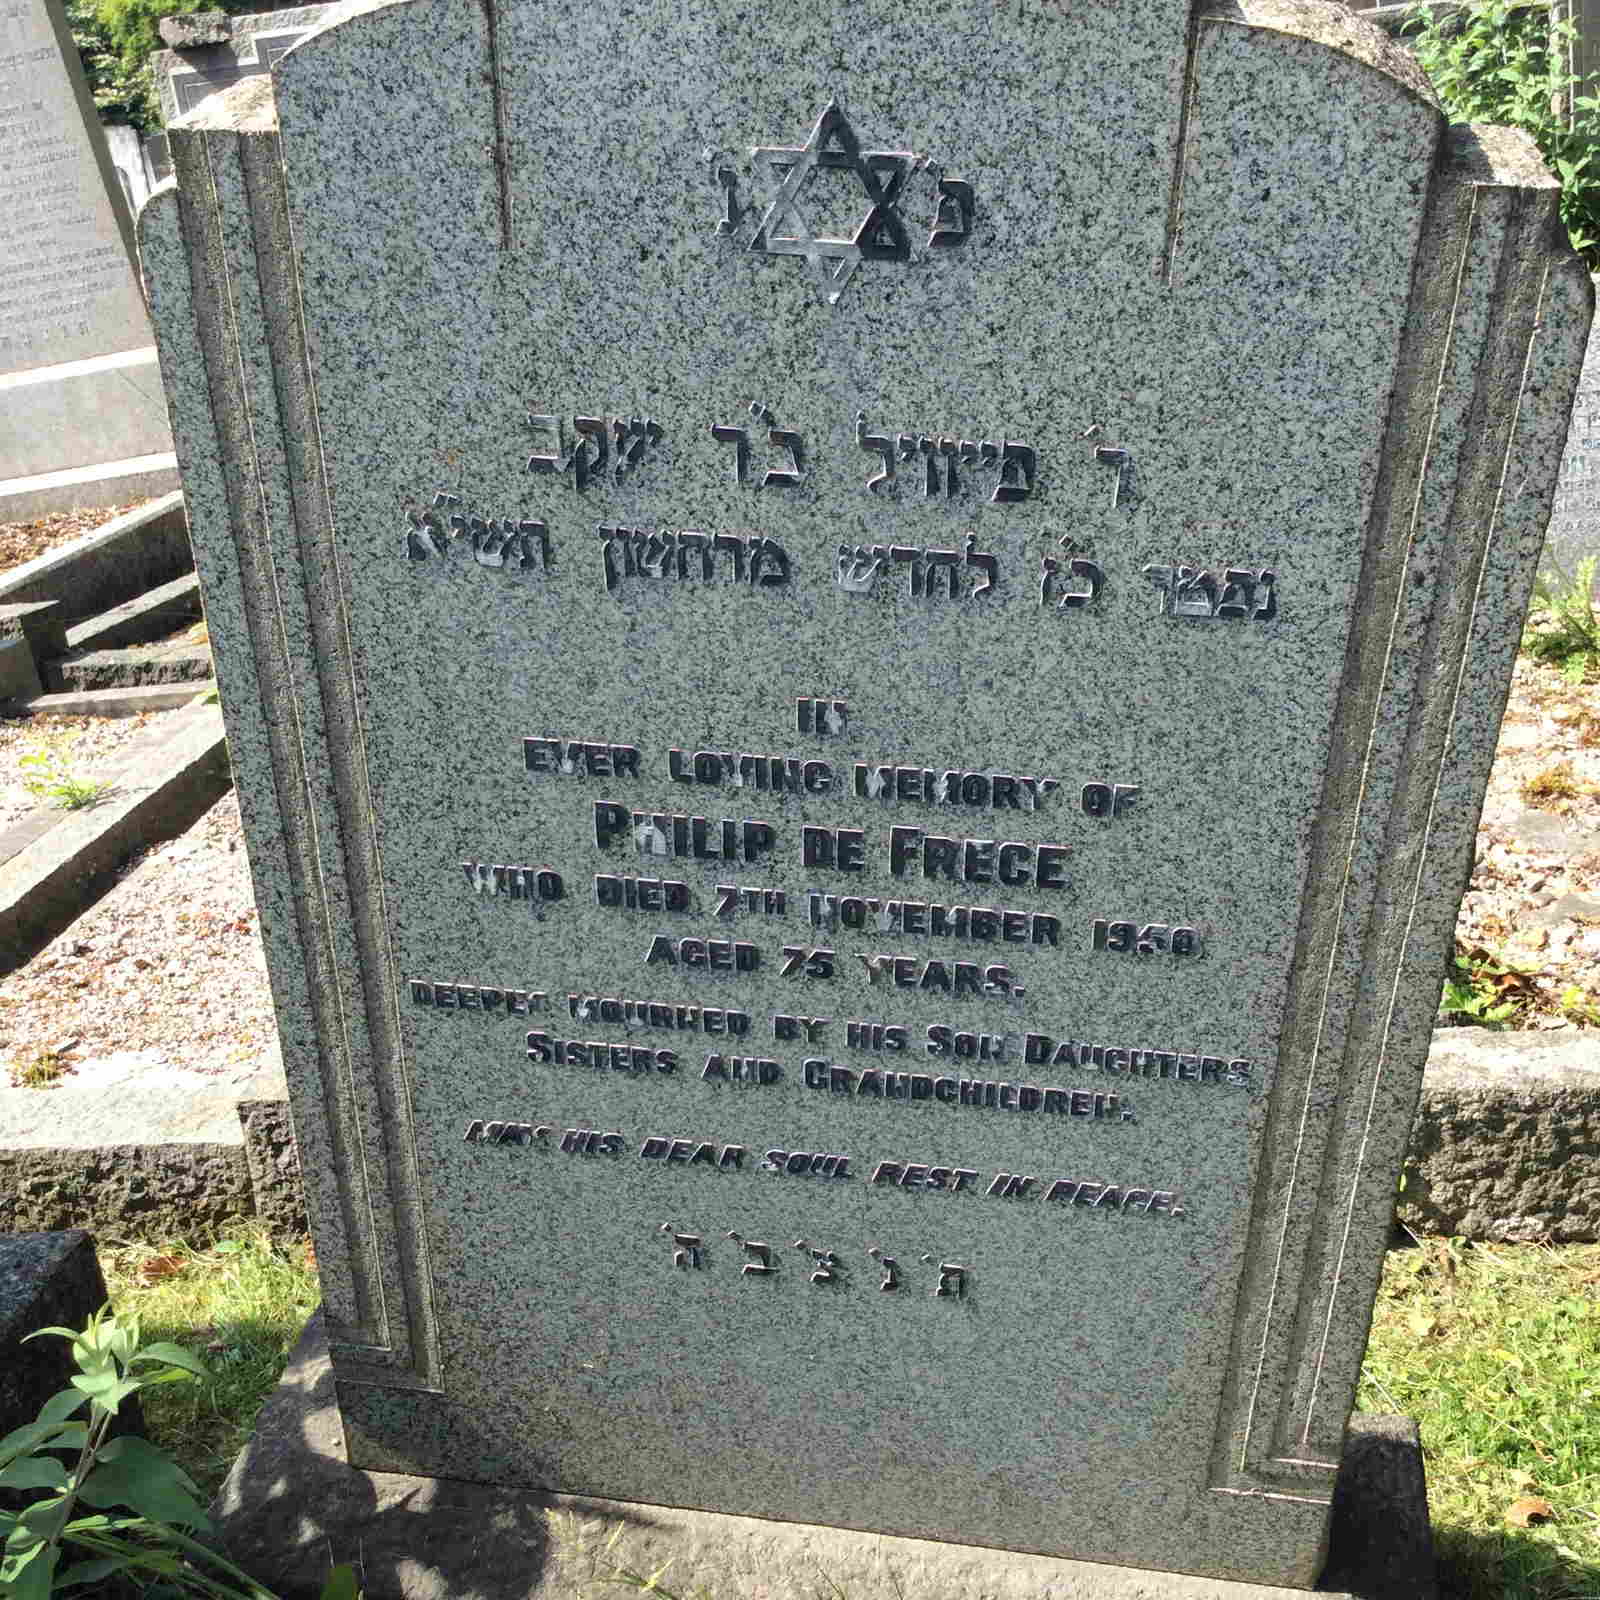 פ״ נ׳
ר׳ פייוויל ב״ר יעקב
נפטר כ״ז לחדש מרחשון תשי״א
IN
EVER LOVING MEMORY OF
PHILIP DE FRECE
WHO DIED 7TH NOVEMBER 1950
AGED 75 YEARS.
DEEPLY MOURNED BY HIS SON DAUGHTERS
SISTERS AND GRANDCHILDREN.
MAY HIS DEAR SOUL REST IN PEACE.
ת׳ נ׳ צ׳ ב׳ ה׳